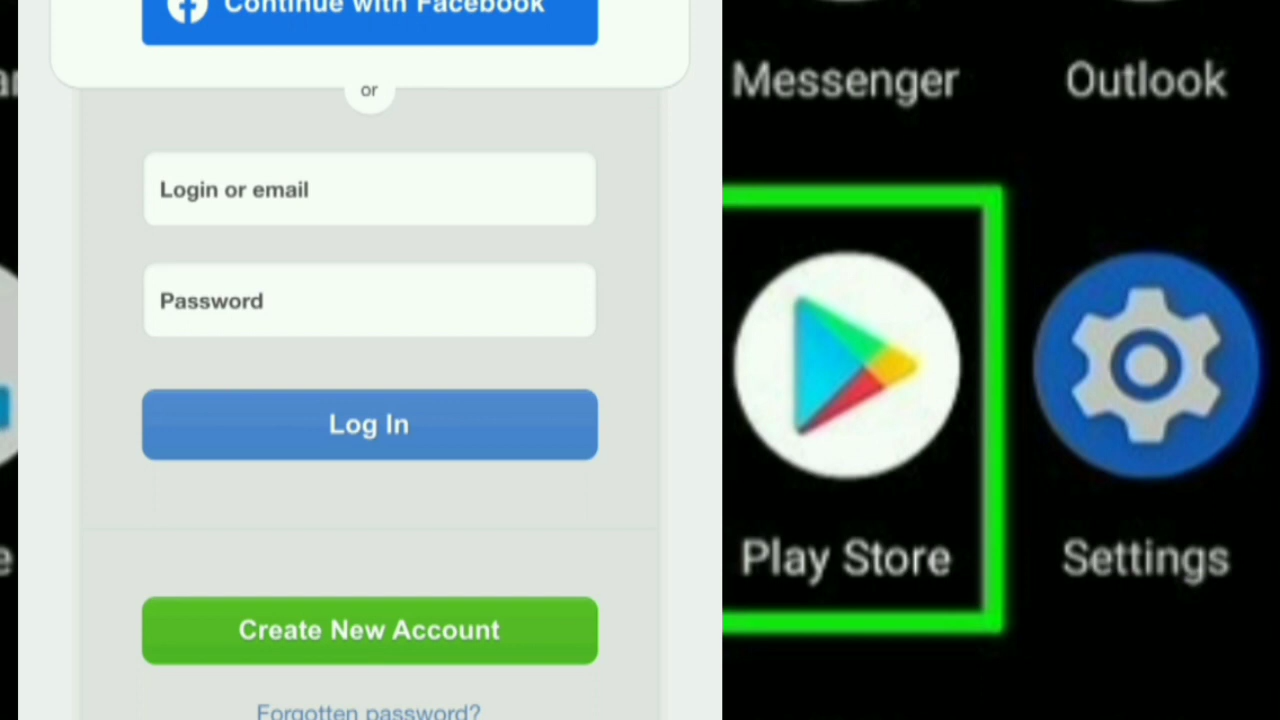 Continue with Facebook
or
Login or email
Password
Log In
Create New Account
Forgotten password?
Messenger
Outlook
Play Store
Settings